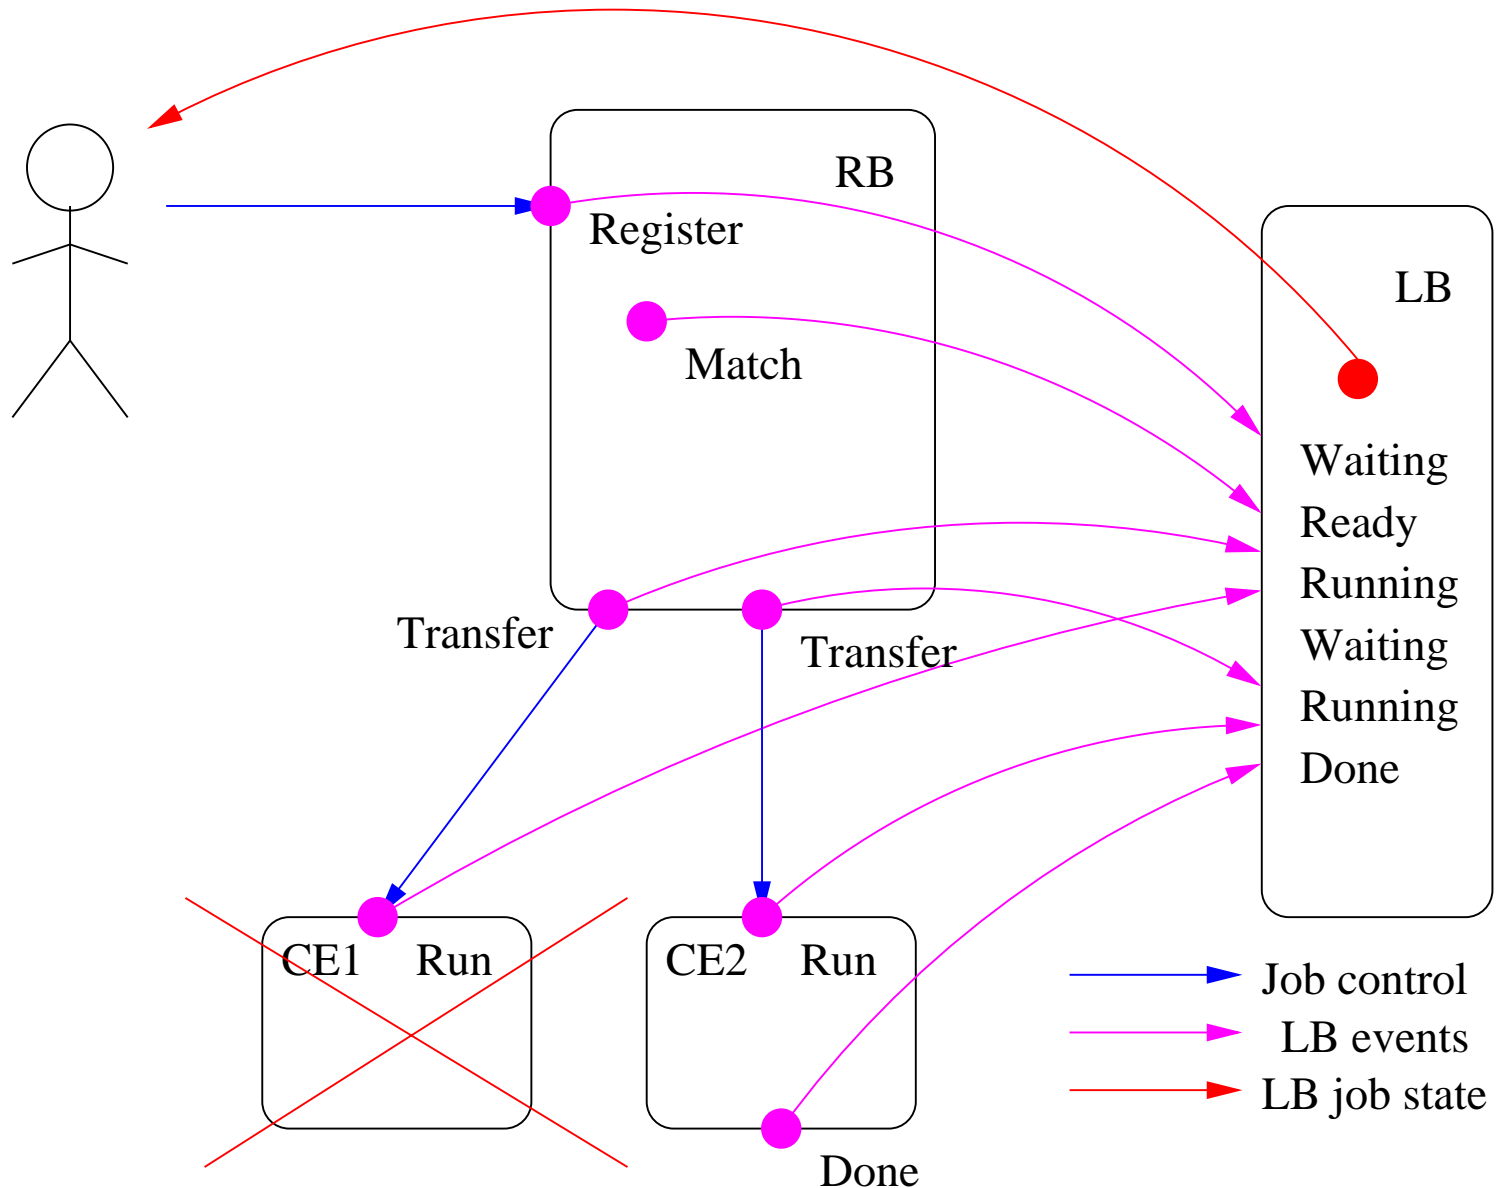 RB
Register
Match
LB
Waiting
Ready
Running
Waiting
Running
Done
Transfer
Transfer
CE1 Run
CE2 Run
Done
Job control
LB events
LB job state